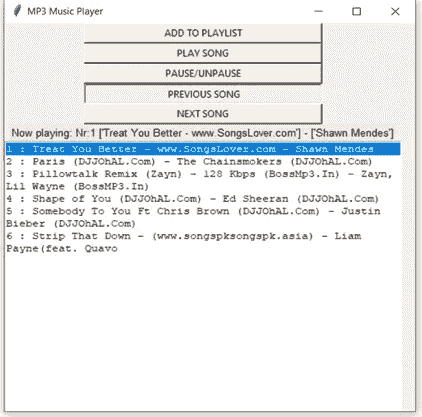 MP3 Music Player
ADD TO PLAYLIST
PLAY SONG
PAUSE/UNPAUSE
PREVIOUS SONG
NEXT SONG
Now playing: Nr:1 ['Treat You Better - www.SongsLover.com'] - ['Shawn Mendes']
1 : Treat You Better - www.SongsLover.com - Shawn Mendes
2 : Paris (DJJOhAL.Com) - The Chainsmokers (DJJOhAL.Com)
3 : Pillowtalk Remix (Zayn) - 128 Kbps (BossMp3.In) - Zayn,
Lil Wayne (BossMP3.In)
4 : Shape of You (DJJOhAL.Com) - Ed Sheeran (DJJOhAL.Com)
5 : Somebody To You Ft Chris Brown (DJJOhAL.Com) - Justin
Bieber (DJJOhAL.Com)
6 : Strip That Down - (www.songspksongspk.asia) - Liam
Payne(feat. Quavo